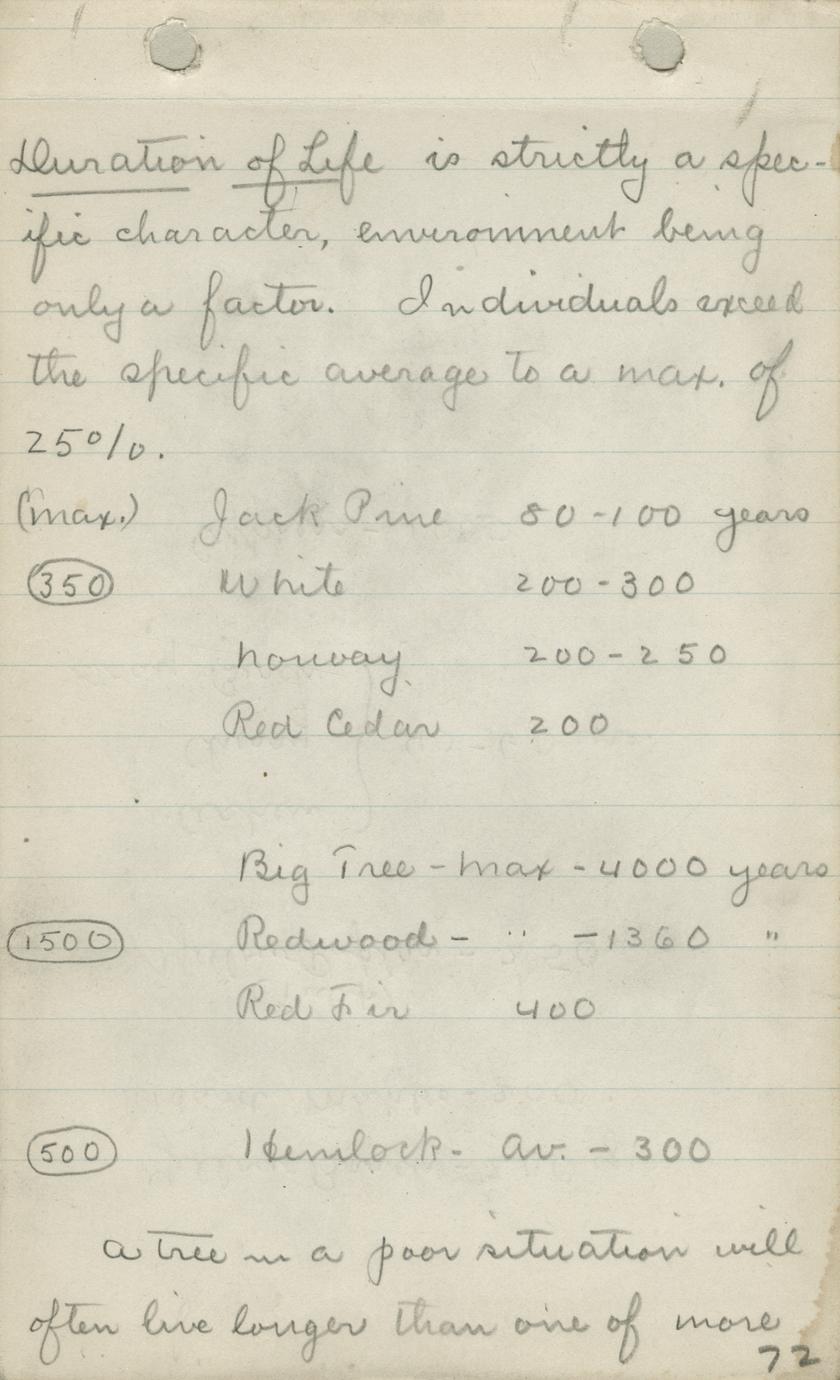 Duration of Life is strictly a spec-
ific character, environment being
only a factor. Individuals exceed
the specific average to a max. of
25%.
(max.) Jack Pine 80-100 years
350 White 200-300
Norway 200-250
Red Cedar 200
Big Tree - Max - 4000 years
1500 Redwood - " - 1360 "
Red Fir 400
500 Hemlock - Av. - 300
A tree in a poor situation will
often live longer than one of more
72